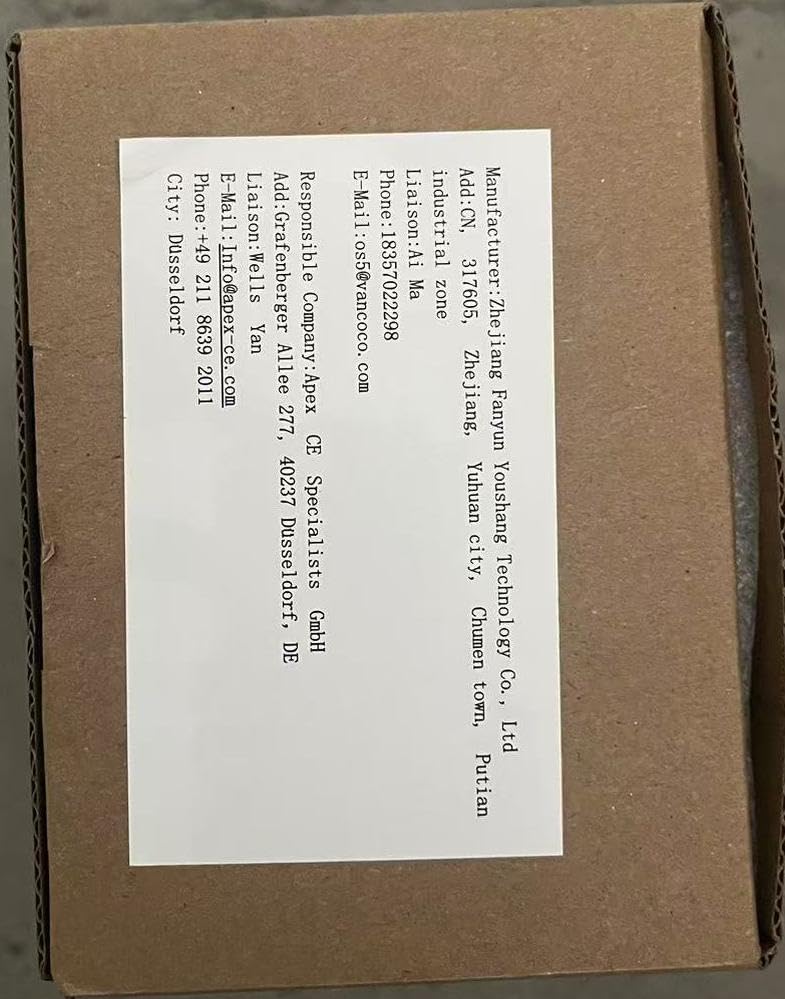 Manufacturer:Zhejiang Fanyun Youshang Technology Co., Ltd
Add:CN, 317605, Zhejiang, Yuhuan city, Chumen town, Putian
industrial zone
Liaison:Ai Ma
Phone:18357022298
E-Mail:os5@vancoco.com
Responsible Company:Apex CE Specialists GmbH
Add:Grafenberger Allee 277, 40237 Düsseldorf, DE
Liaison:Wells Yan
E-Mail:Info@apex-ce.com
Phone:+49 211 8639 2011
City: Düsseldorf